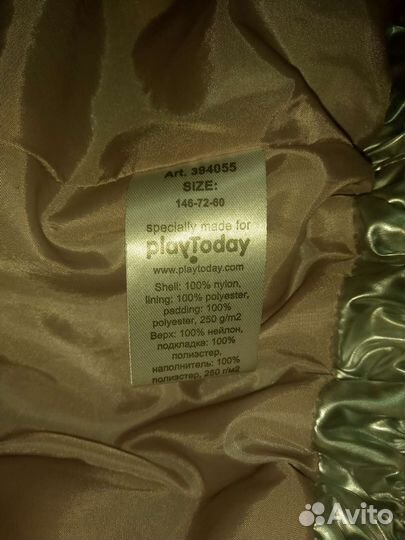 Art. 394055
SIZE:
146-72-60
specially made for
playToday
www.playtoday.com
Shell: 100% nylon,
lining: 100% polyester,
padding: 100%
polyester, 250 g/m2
Верх: 100% нейлон,
подкладка: 100%
полиэстер,
наполнитель: 100%
полиэстер, 250 г/м2
Avito